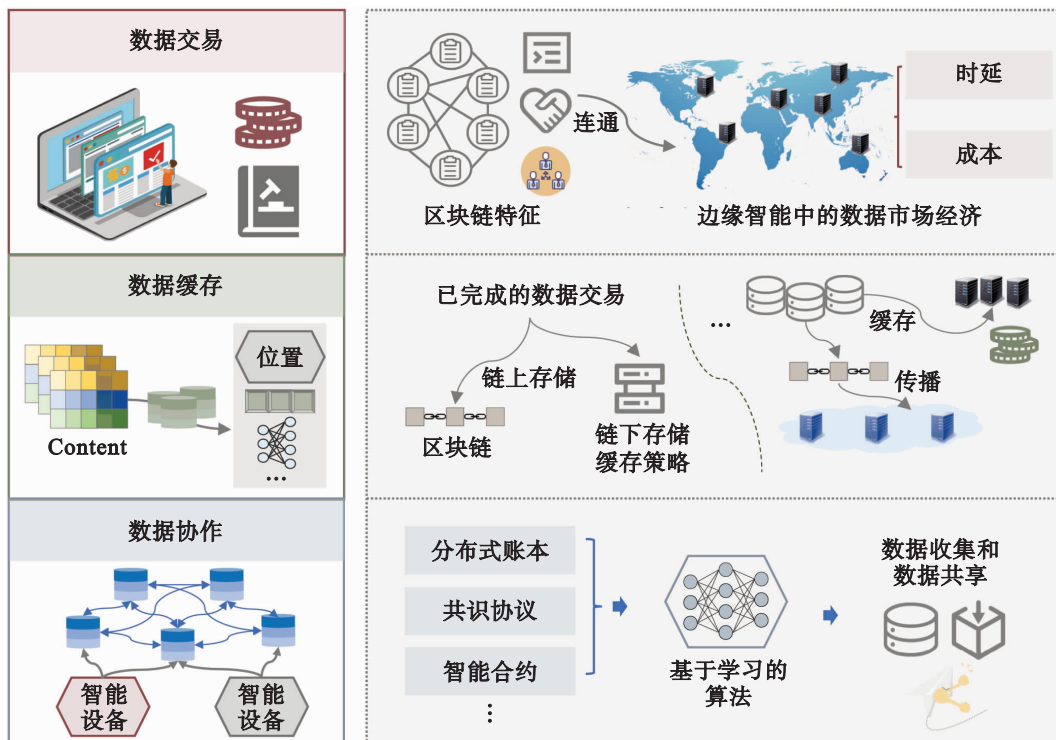 数据交易
连通
时延
成本
区块链特征
边缘智能中的数据市场经济
数据缓存
位置
Content
...
已完成的数据交易
链上存储
区块链
链下存储
缓存策略
...
缓存
传播
数据协作
智能
设备
智能
设备
分布式账本
共识协议
智能合约
⋮
基于学习的
算法
数据收集和
数据共享